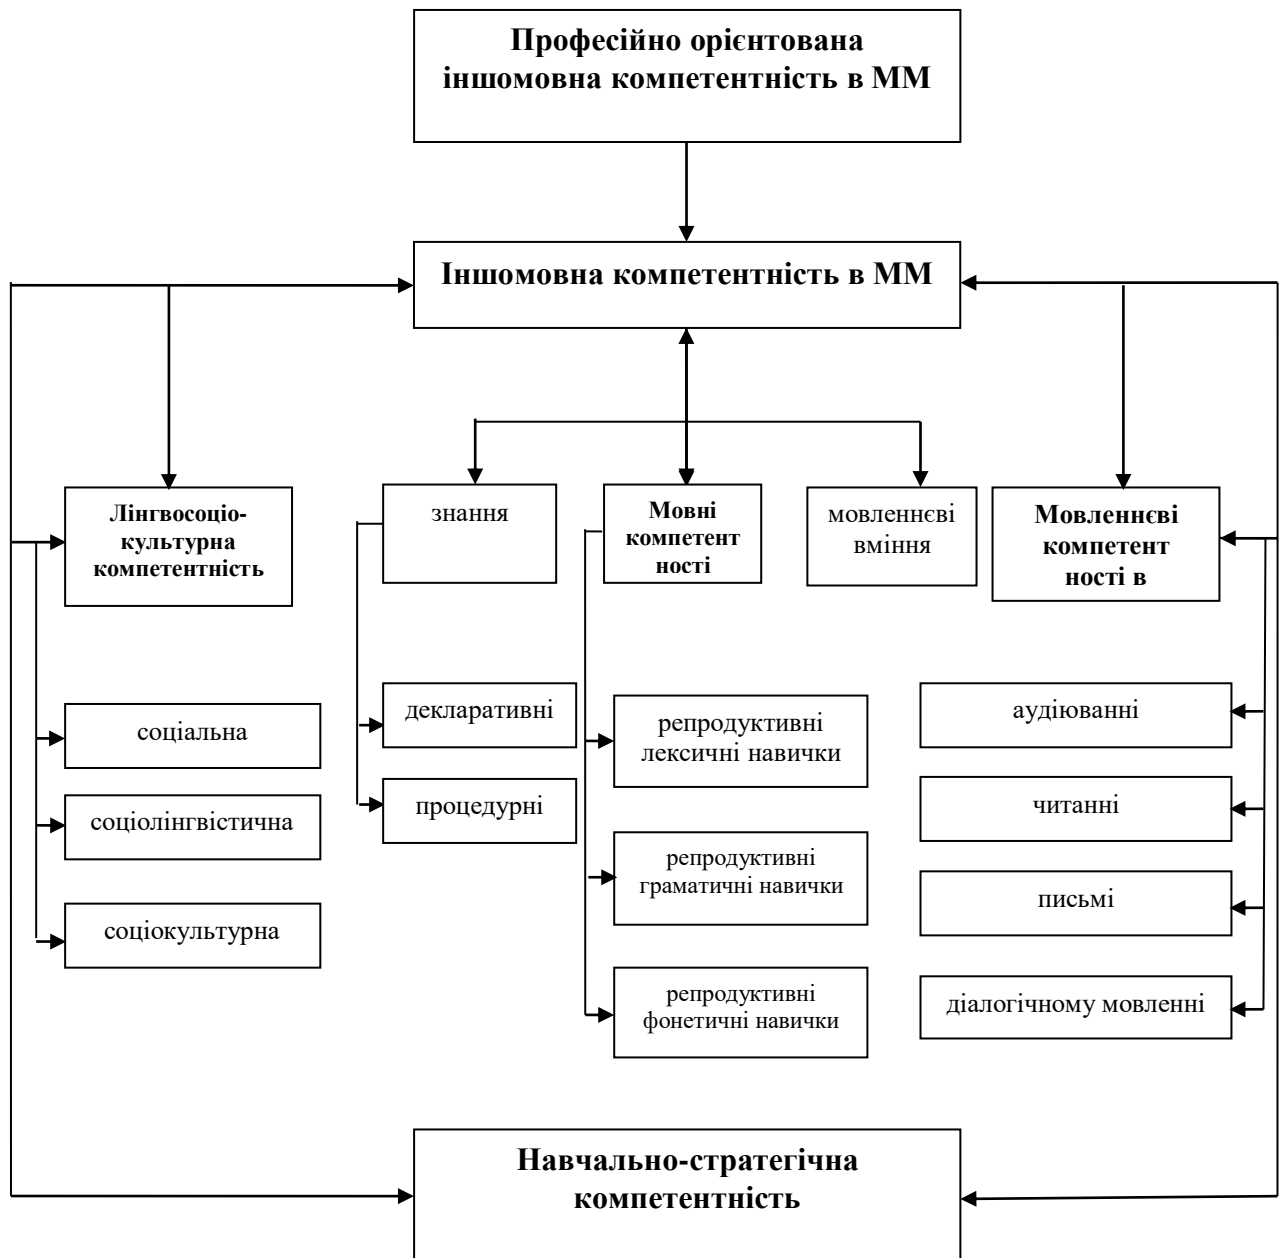 Професійно орієнтована
іншомовна компетентність в ММ
Іншомовна компетентність в ММ
Лінгвосоціо-
культурна
компетентність
знання
Мовні
компетент
ності
мовленнєві
вміння
Мовленнєві
компетент
ності в
соціальна
соціолінгвістична
соціокультурна
декларативні
процедурні
репродуктивні
лексичні навички
репродуктивні
граматичні навички
репродуктивні
фонетичні навички
аудіюванні
читанні
письмі
діалогічному мовленні
Навчально-стратегічна
компетентність